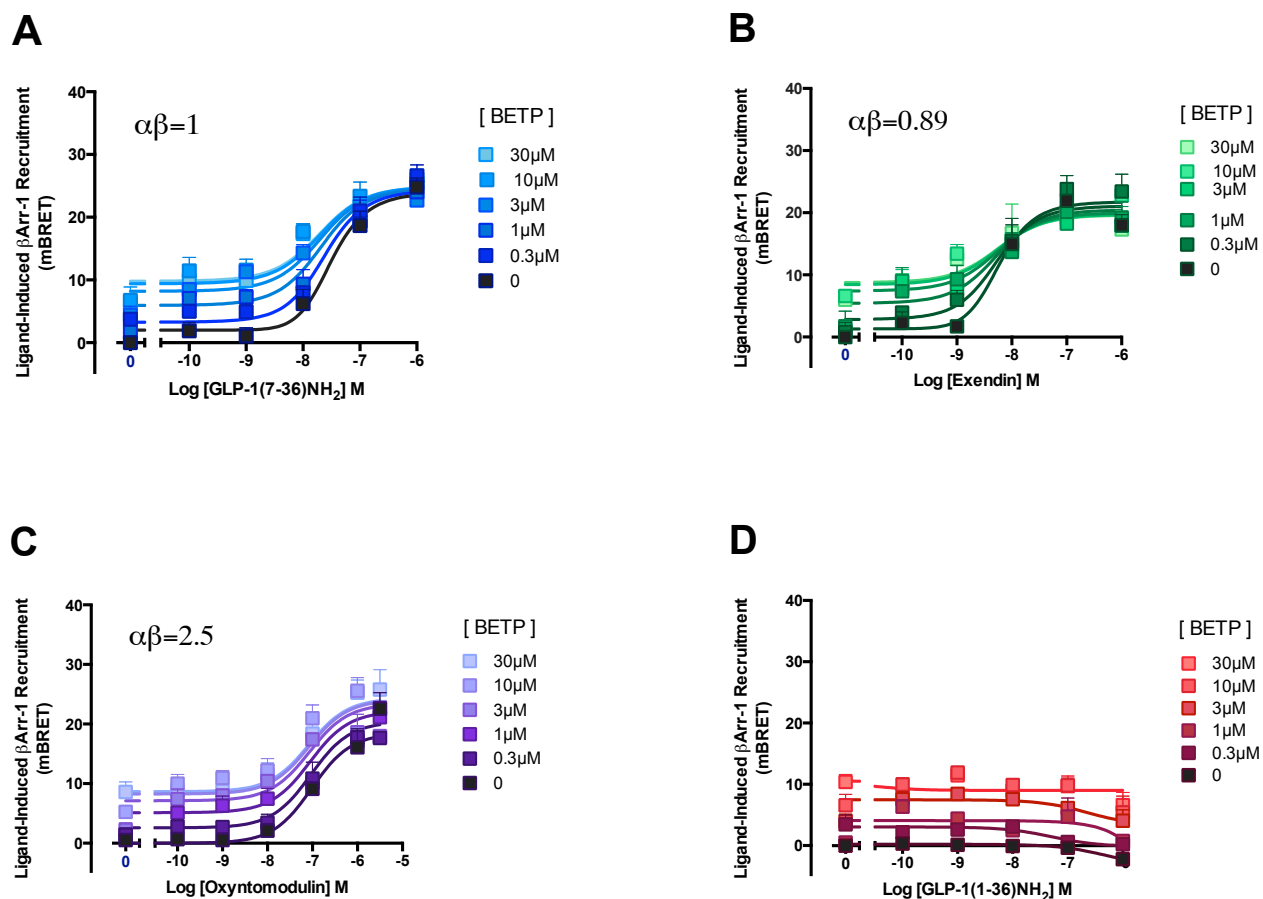 A
Ligand-Induced βArr-1 Recruitment
(mBRET)
40
30
20
10
0
αβ=1
0
-10
-9
-8
-7
-6
Log [GLP-1(7-36)NH₂] M
[ BETP ]
30µM
10µM
3µM
1µM
0.3µM
0
B
Ligand-Induced βArr-1 Recruitment
(mBRET)
40
30
20
10
0
αβ=0.89
0
-10
-9
-8
-7
-6
Log [Exendin] M
[ BETP ]
30µM
10µM
3µM
1µM
0.3µM
0
C
Ligand-Induced βArr-1 Recruitment
(mBRET)
40
30
20
10
0
αβ=2.5
0
-10
-9
-8
-7
-6
-5
Log [Oxyntomodulin] M
[ BETP ]
30µM
10µM
3µM
1µM
0.3µM
0
D
Ligand-Induced βArr-1 Recruitment
(mBRET)
40
30
20
10
0
0
-10
-9
-8
-7
Log [GLP-1(1-36)NH₂] M
[ BETP ]
30µM
10µM
3µM
1µM
0.3µM
0